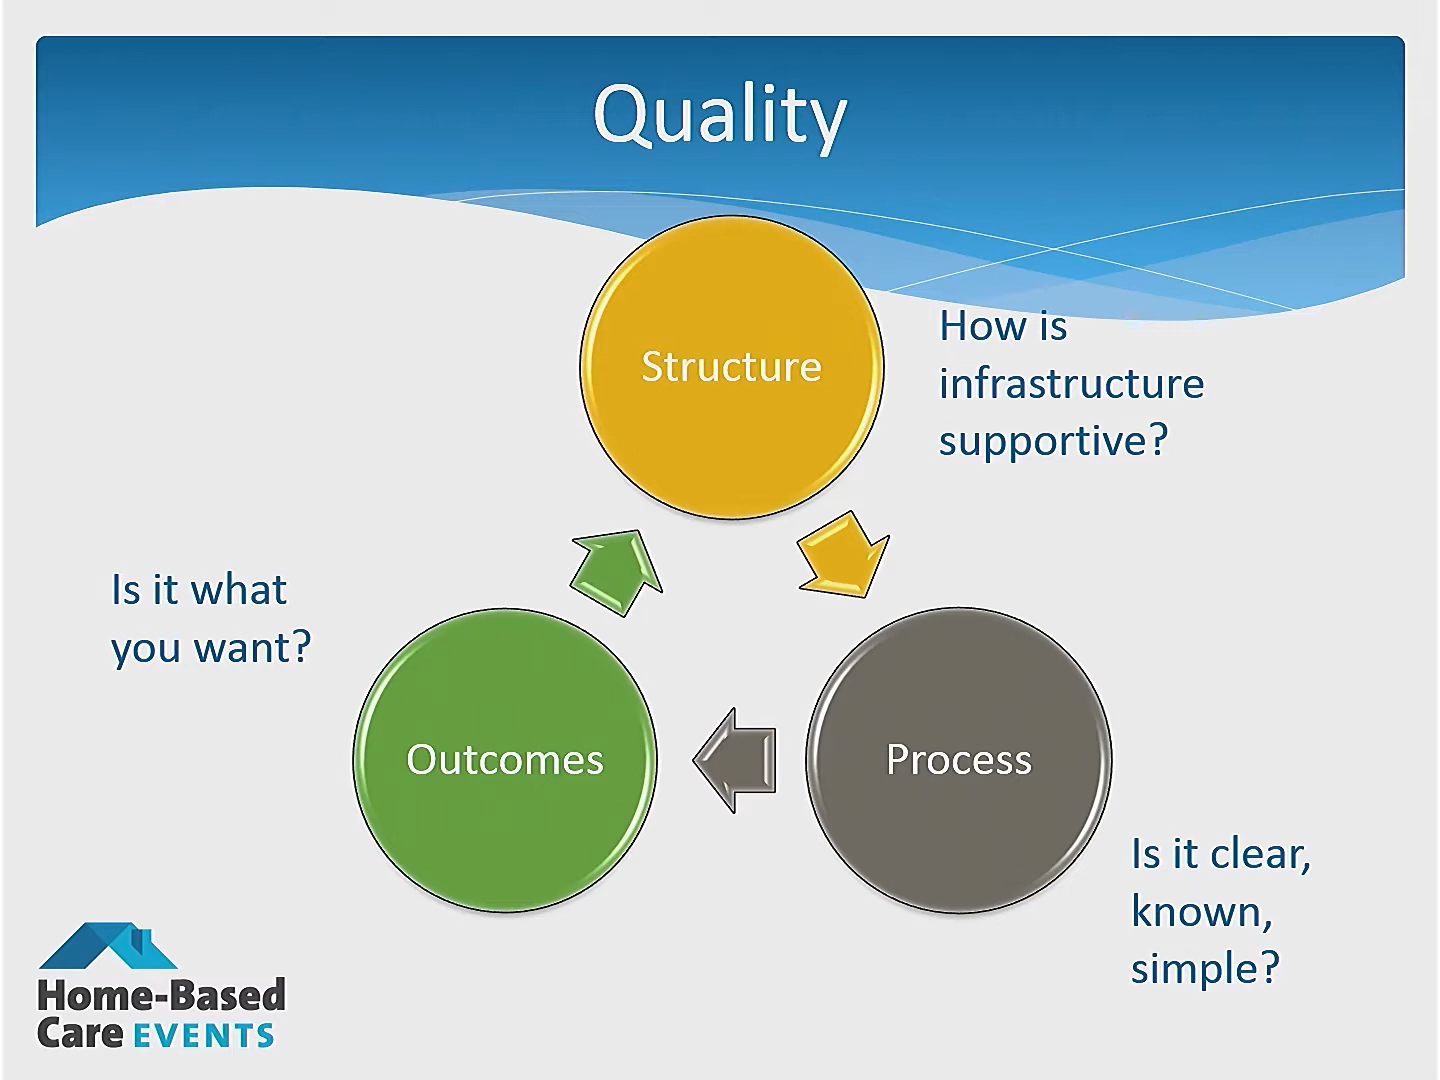 Quality
Structure
How is
infrastructure
supportive?
Is it what
you want?
Outcomes
Process
Is it clear,
known,
simple?
Home-Based
Care EVENTS